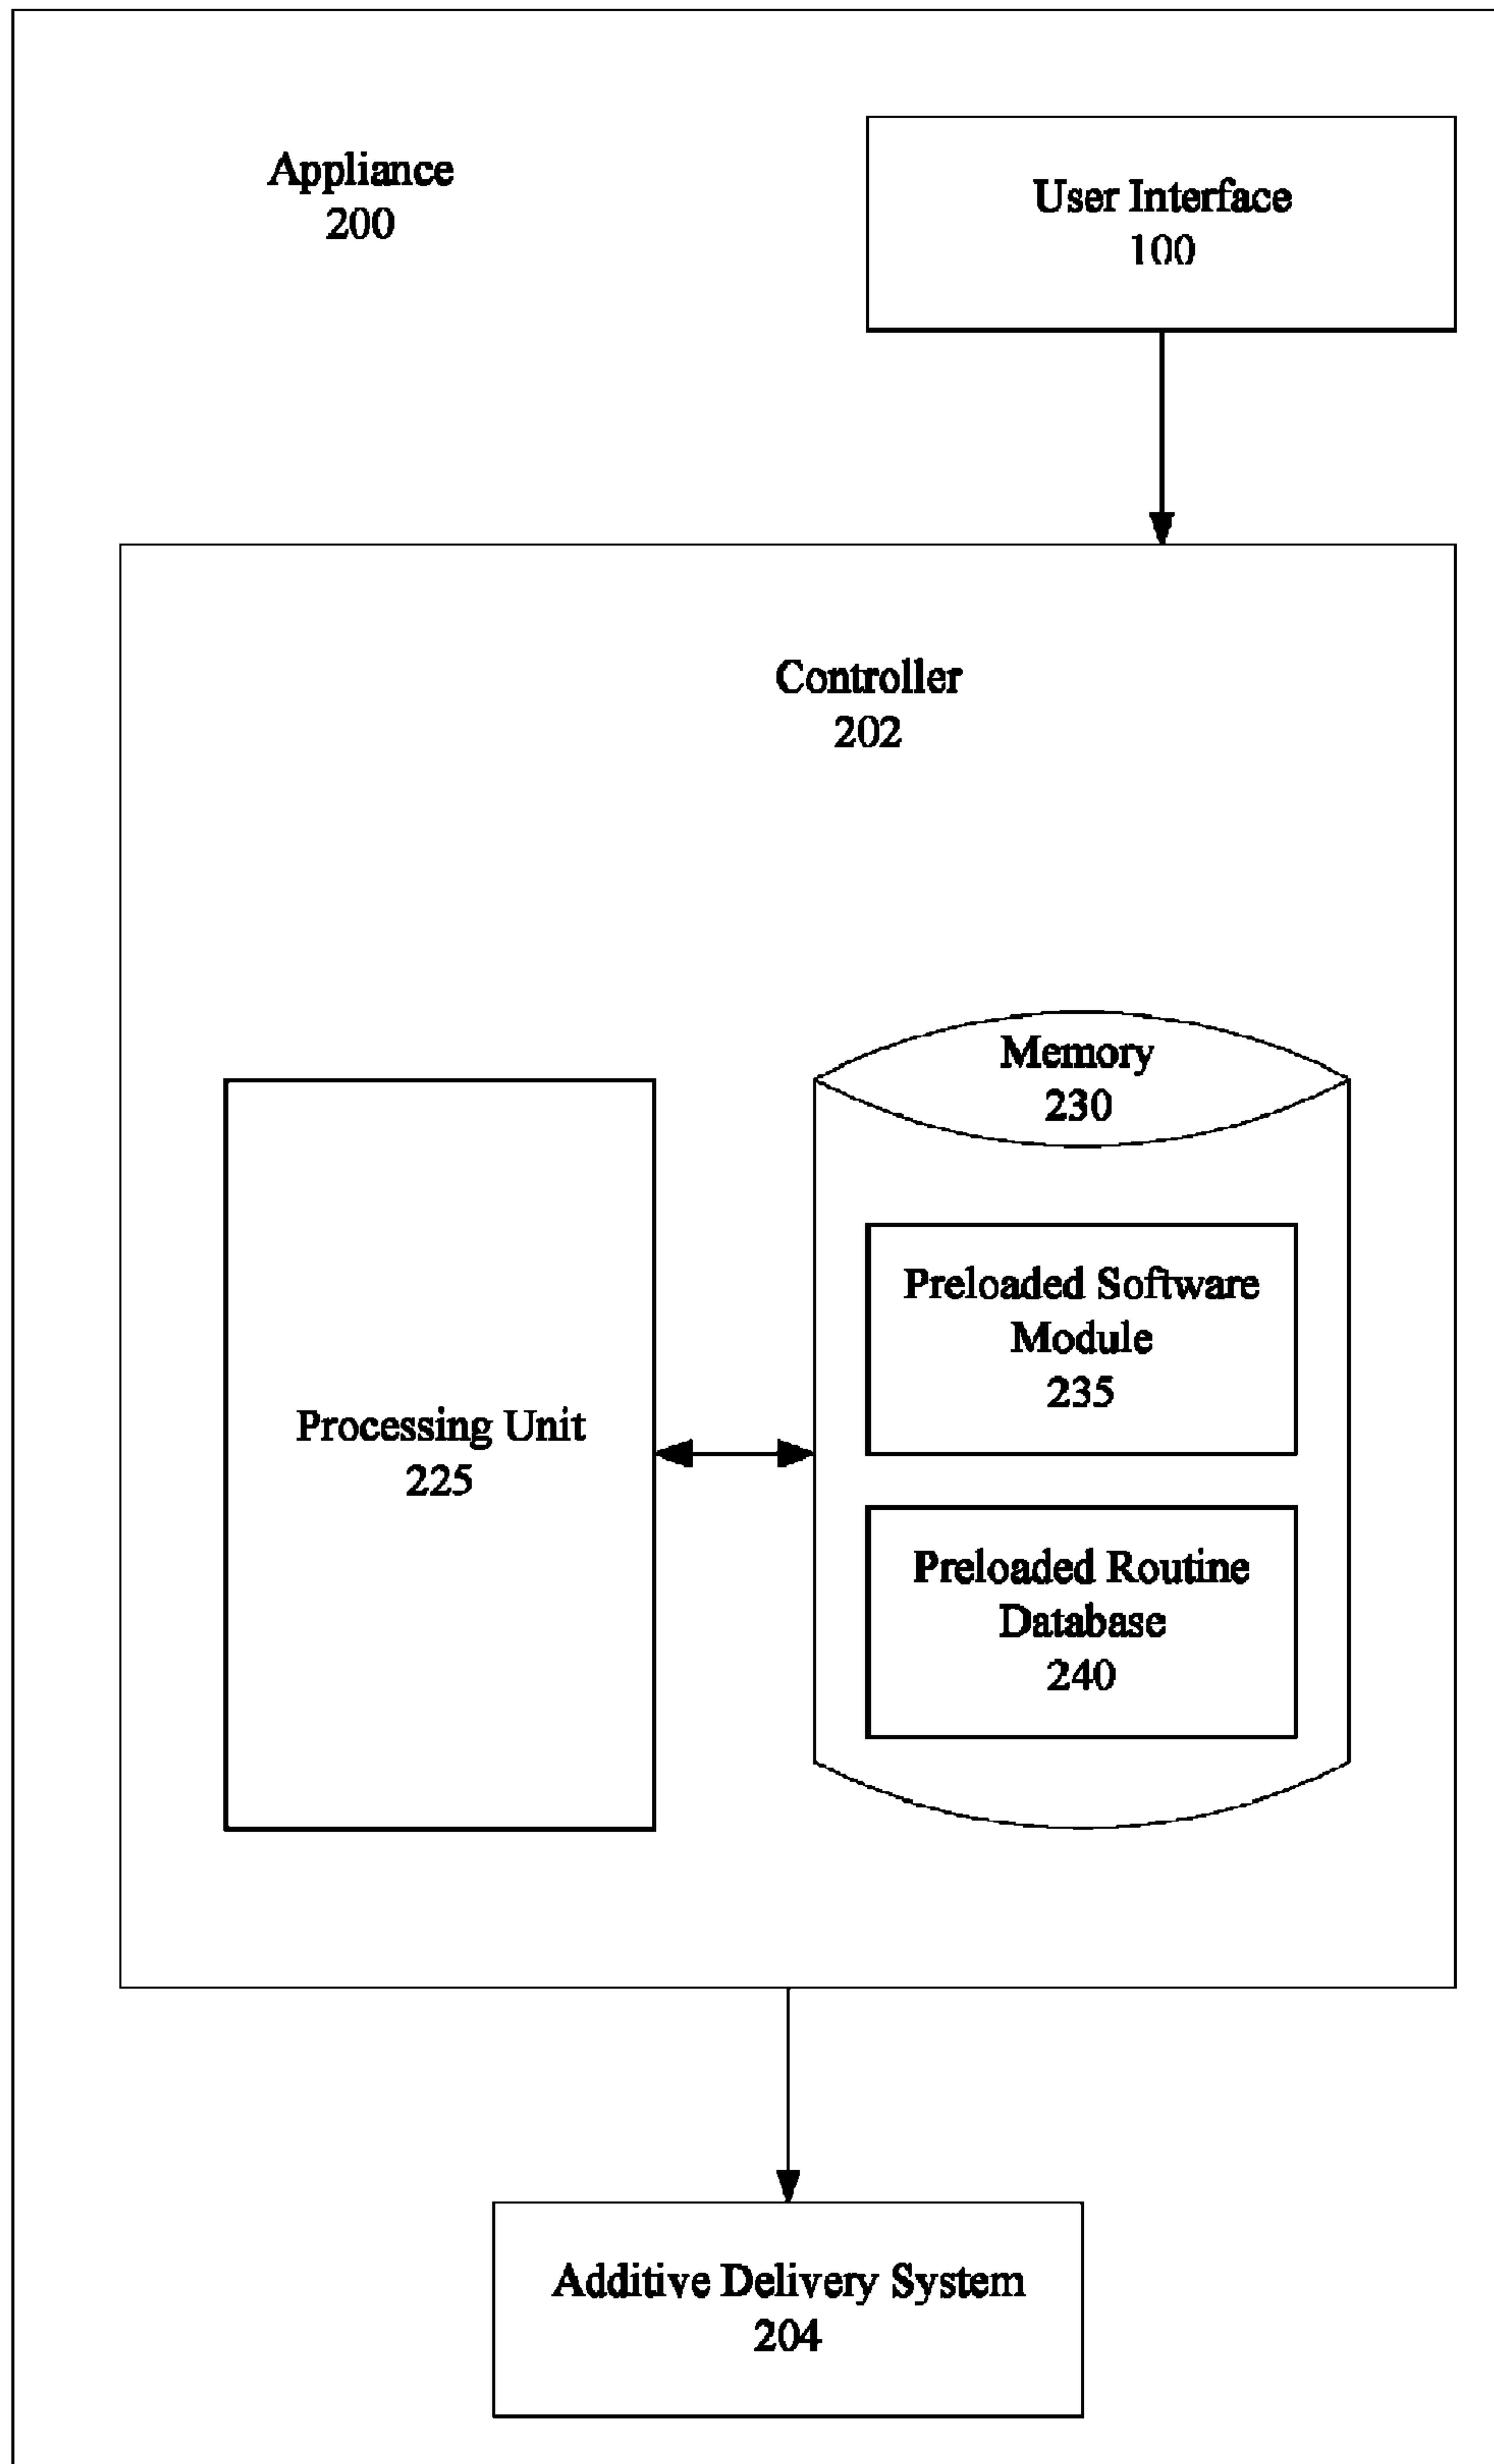 Appliance
200
User Interface
100
Controller
202
Memory
230
Preloaded Software
Module
235
Processing Unit
225
Preloaded Routine
Database
240
Additive Delivery System
204